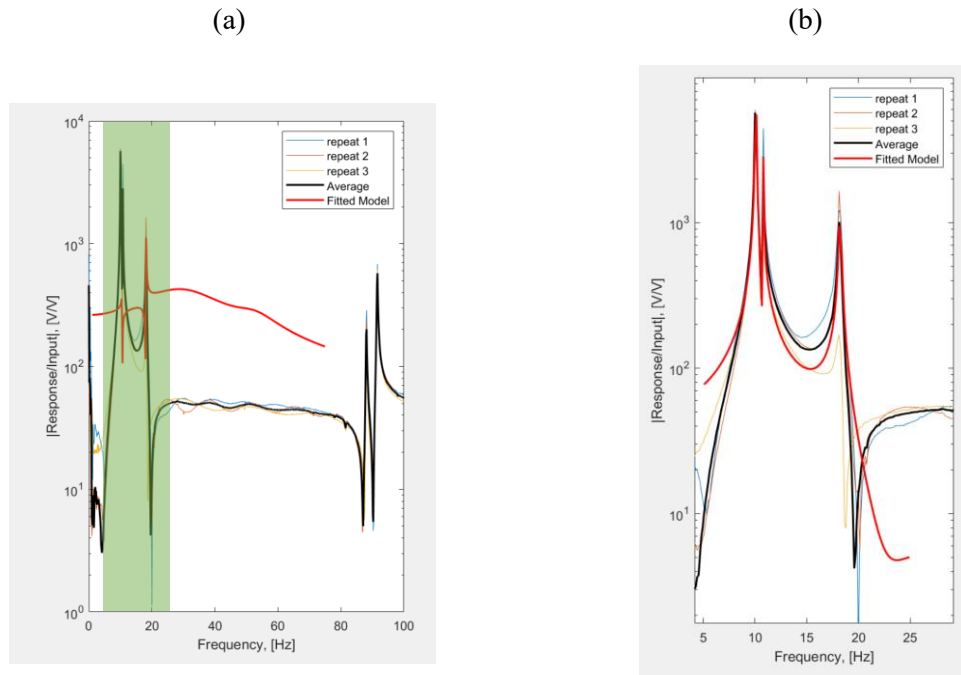 (a)
(b)
|Response/Input|, [V/V]
10^4
10^3
10^2
10^1
10^0
0
20
40
60
80
100
Frequency, [Hz]
repeat 1
repeat 2
repeat 3
Average
Fitted Model
|Response/Input|, [V/V]
10^3
10^2
10^1
5
10
15
20
25
Frequency, [Hz]
repeat 1
repeat 2
repeat 3
Average
Fitted Model